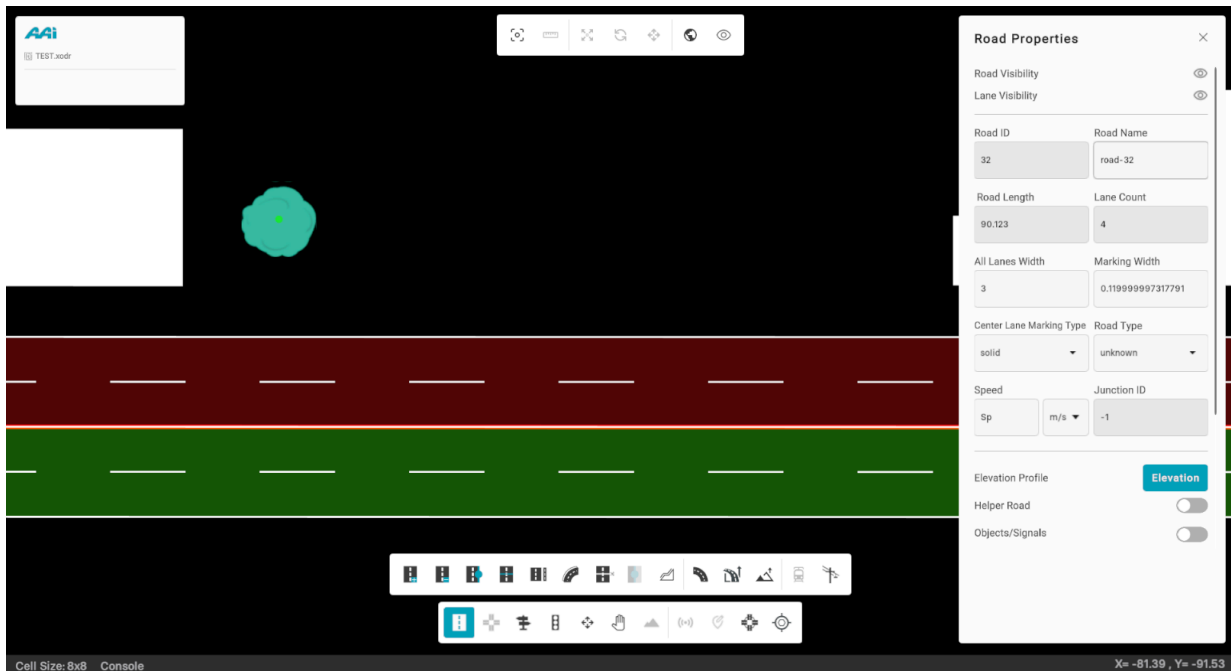 AAi
TEST.xodr
Road Properties
Road Visibility
Lane Visibility
Road ID Road Name
32 road-32
Road Length Lane Count
90.123 4
All Lanes Width Marking Width
3 0.119999997317791
Center Lane Marking Type Road Type
solid unknown
Speed Junction ID
Sp m/s -1
Elevation Profile Elevation
Helper Road
Objects/Signals
Cell Size: 8x8 Console X= -81.39 , Y= -91.53